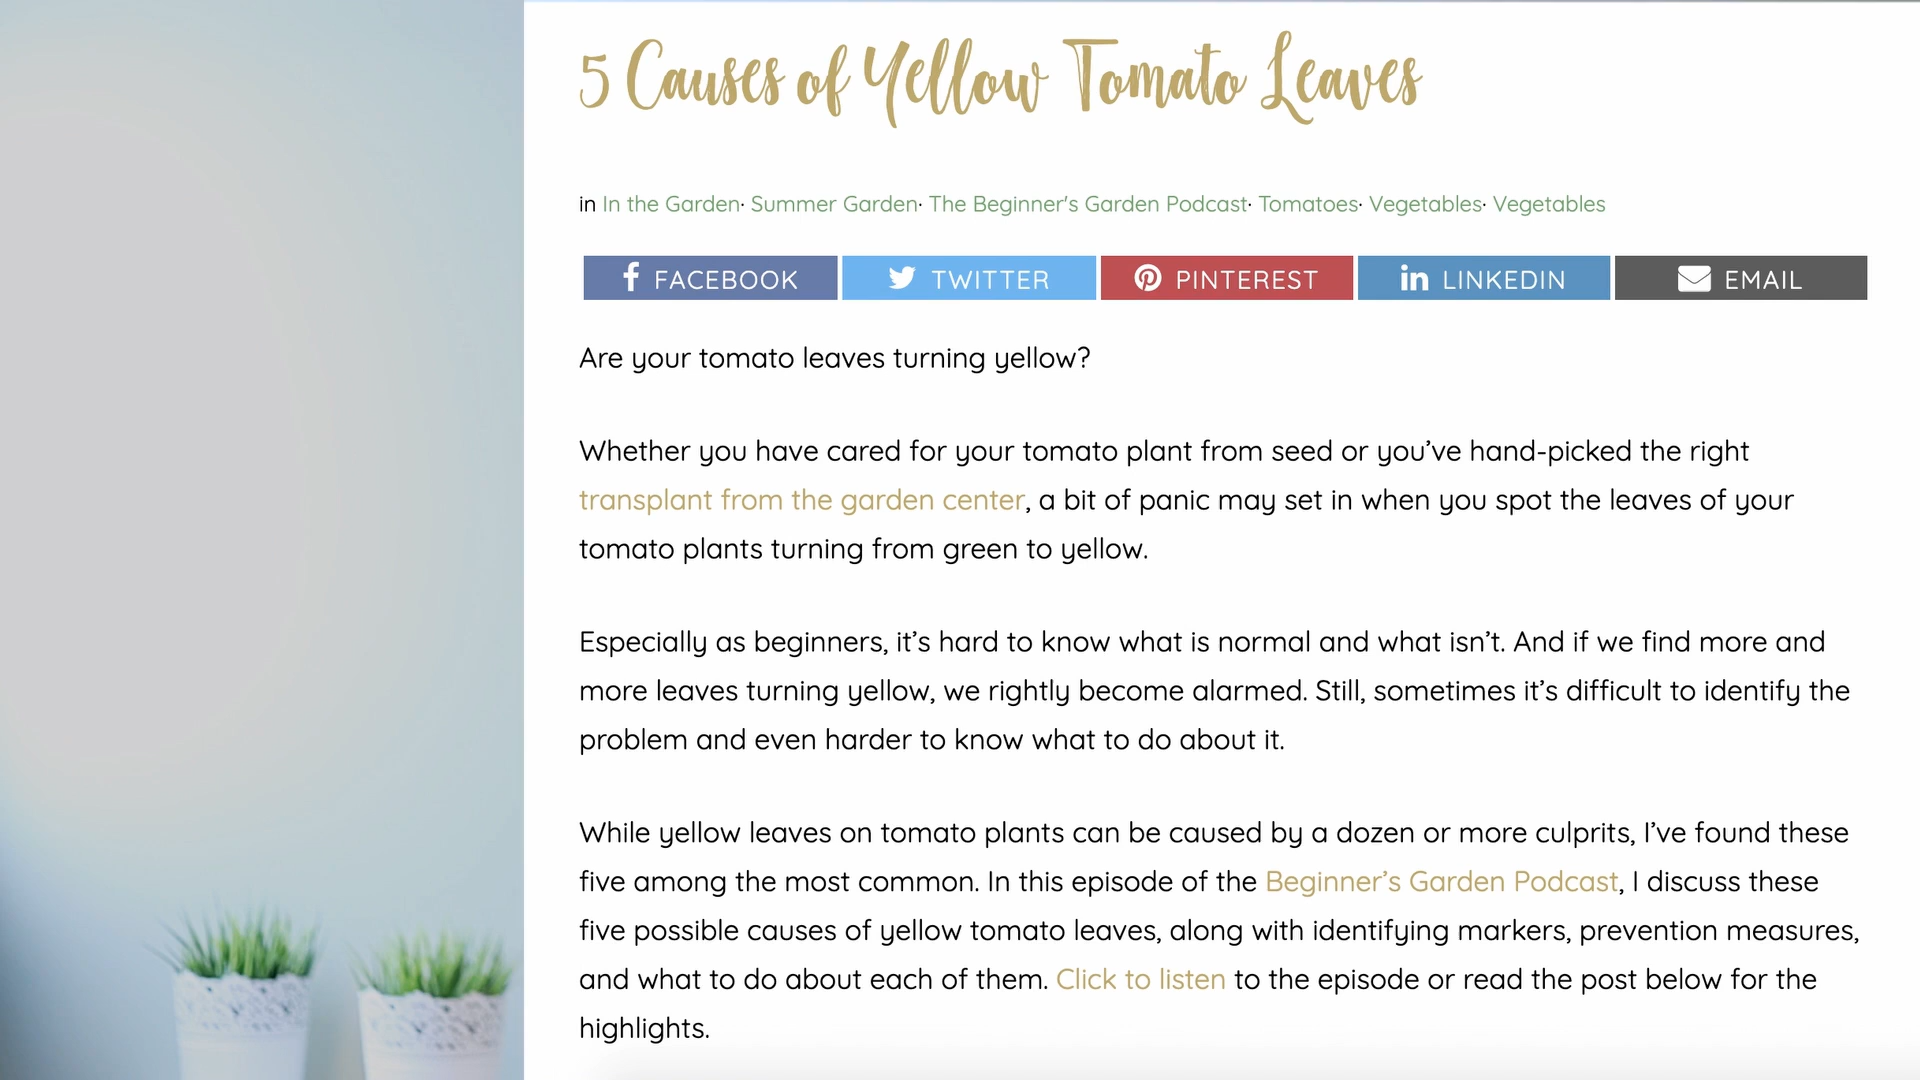 5 Causes of Yellow Tomato Leaves
in In the Garden· Summer Garden· The Beginner's Garden Podcast· Tomatoes· Vegetables· Vegetables
FACEBOOK TWITTER PINTEREST LINKEDIN EMAIL
Are your tomato leaves turning yellow?
Whether you have cared for your tomato plant from seed or you’ve hand-picked the right
transplant from the garden center, a bit of panic may set in when you spot the leaves of your
tomato plants turning from green to yellow.
Especially as beginners, it’s hard to know what is normal and what isn’t. And if we find more and
more leaves turning yellow, we rightly become alarmed. Still, sometimes it’s difficult to identify the
problem and even harder to know what to do about it.
While yellow leaves on tomato plants can be caused by a dozen or more culprits, I’ve found these
five among the most common. In this episode of the Beginner’s Garden Podcast, I discuss these
five possible causes of yellow tomato leaves, along with identifying markers, prevention measures,
and what to do about each of them. Click to listen to the episode or read the post below for the
highlights.